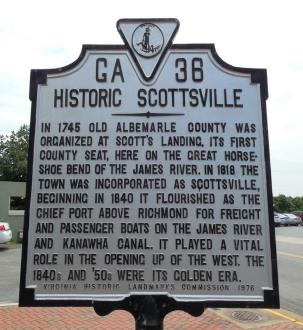 GA 36
HISTORIC SCOTTSVILLE
IN 1745 OLD ALBEMARLE COUNTY WAS
ORGANIZED AT SCOTT'S LANDING, ITS FIRST
COUNTY SEAT, HERE ON THE GREAT HORSE-
SHOE BEND OF THE JAMES RIVER. IN 1818 THE
TOWN WAS INCORPORATED AS SCOTTSVILLE,
BEGINNING IN 1840 IT FLOURISHED AS THE
CHIEF PORT ABOVE RICHMOND FOR FREIGHT
AND PASSENGER BOATS ON THE JAMES RIVER
AND KANAWHA CANAL. IT PLAYED A VITAL
ROLE IN THE OPENING UP OF THE WEST. THE
1840s AND '50s WERE ITS GOLDEN ERA.
VIRGINIA HISTORIC LANDMARKS COMMISSION 1976